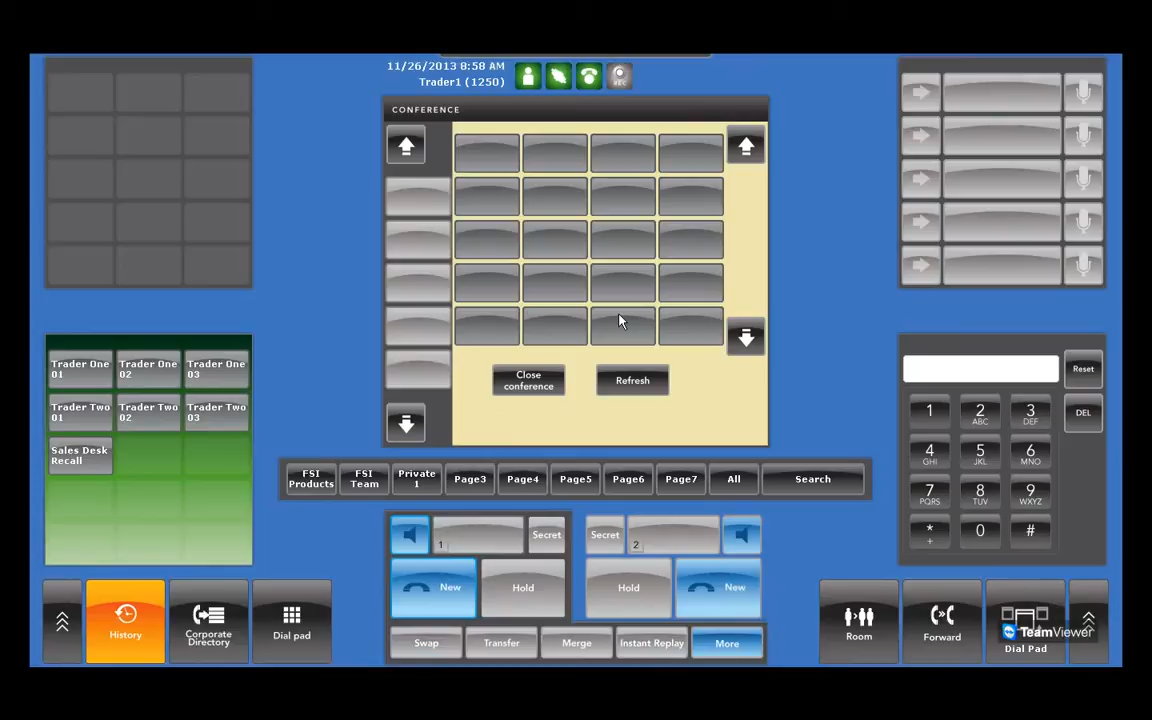 11/26/2013 8:58 AM
Trader1 (1250)
REC
CONFERENCE
Close
conference
Refresh
Trader One
01
Trader One
02
Trader One
03
Trader Two
01
Trader Two
02
Trader Two
03
Sales Desk
Recall
Reset
DEL
1
2
ABC
3
DEF
4
GHI
5
JKL
6
MNO
7
PQRS
8
TUV
9
WXYZ
*
+
0
#
FSI
Products
FSI
Team
Private
1
Page3
Page4
Page5
Page6
Page7
All
Search
1
Secret
Secret
2
New
Hold
Hold
New
Swap
Transfer
Merge
Instant Replay
More
History
Corporate
Directory
Dial pad
Room
Forward
TeamViewer
Dial Pad